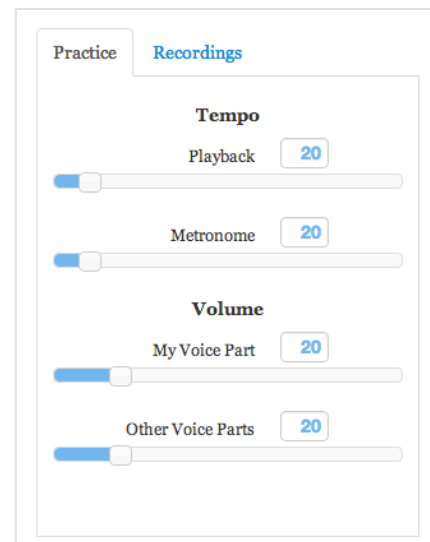 Practice Recordings
Tempo
Playback 20
Metronome 20
Volume
My Voice Part 20
Other Voice Parts 20